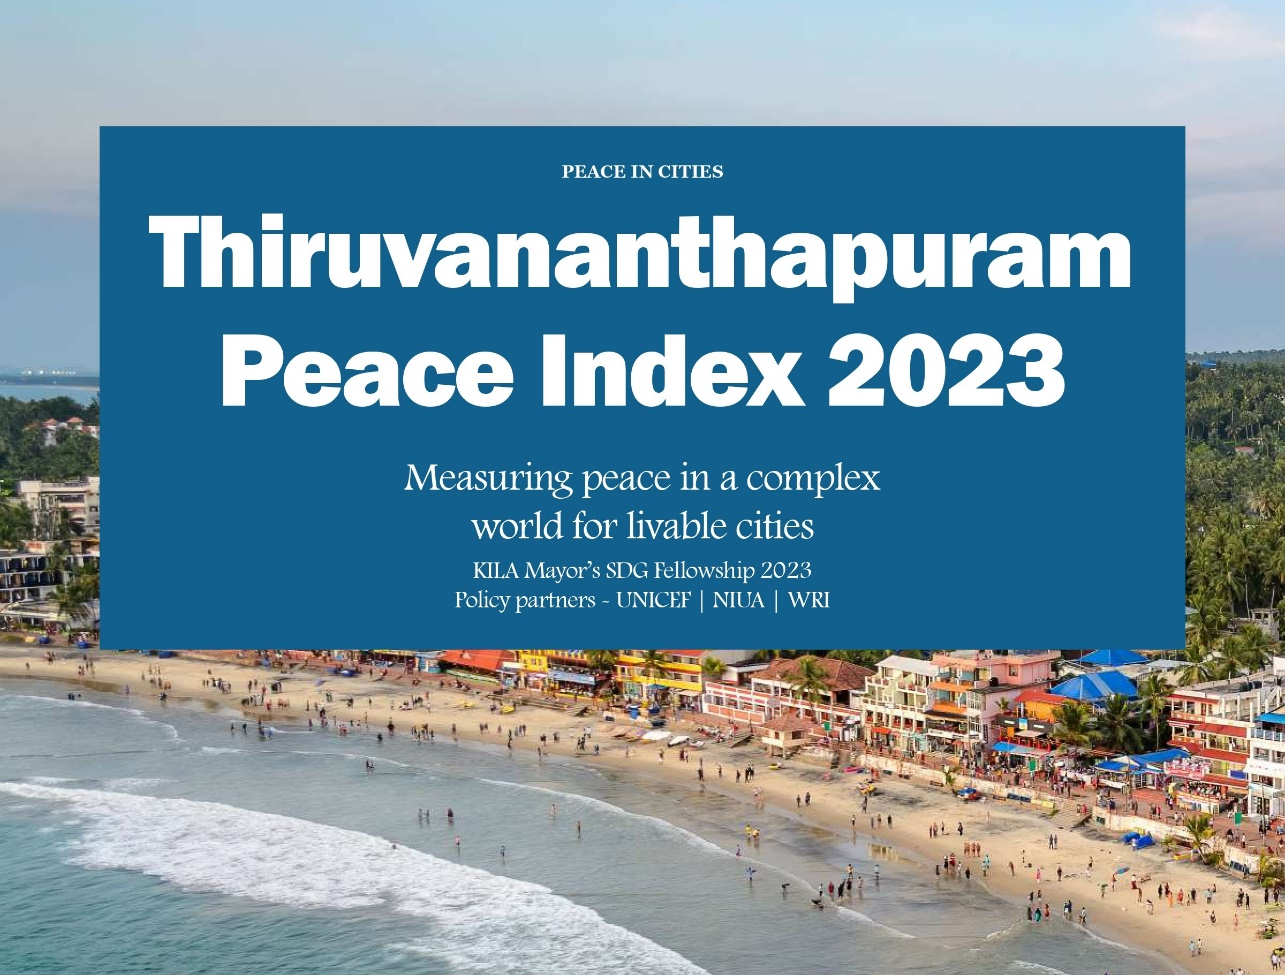 PEACE IN CITIES
Thiruvananthapuram
Peace Index 2023
Measuring peace in a complex
world for livable cities
KILA Mayor’s SDG Fellowship 2023
Policy partners - UNICEF | NIUA | WRI